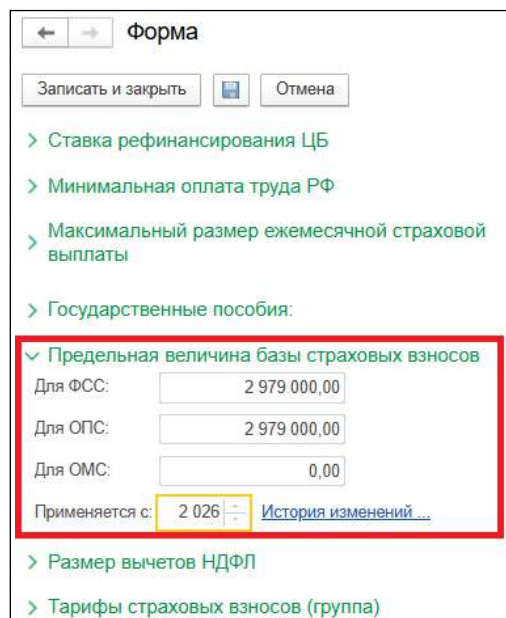 Форма
Записать и закрыть Отмена
Ставка рефинансирования ЦБ
Минимальная оплата труда РФ
Максимальный размер ежемесячной страховой
выплаты
Государственные пособия:
Предельная величина базы страховых взносов
Для ФСС: 2 979 000,00
Для ОПС: 2 979 000,00
Для ОМС: 0,00
Применяется с: 2 026 История изменений ...
Размер вычетов НДФЛ
Тарифы страховых взносов (группа)